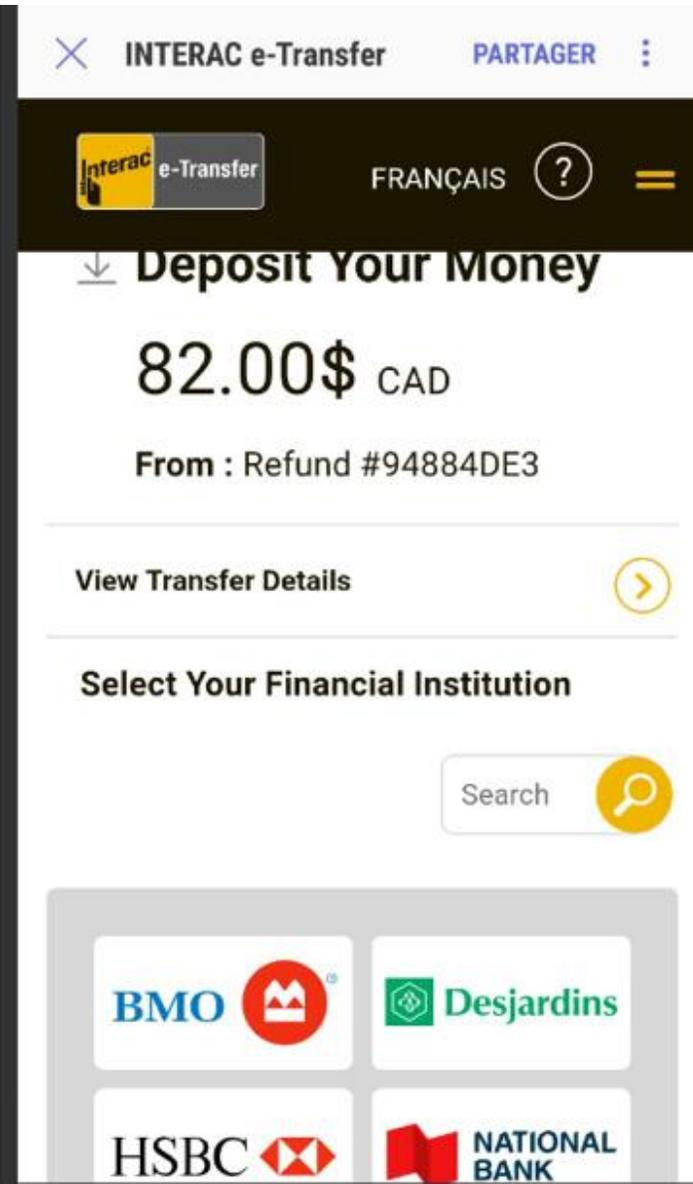 INTERAC e-Transfer PARTAGER
Interac e-Transfer FRANÇAIS ?
Deposit Your Money
82.00$ CAD
From : Refund #94884DE3
View Transfer Details
Select Your Financial Institution
Search
BMO ® Desjardins
HSBC NATIONAL
BANK